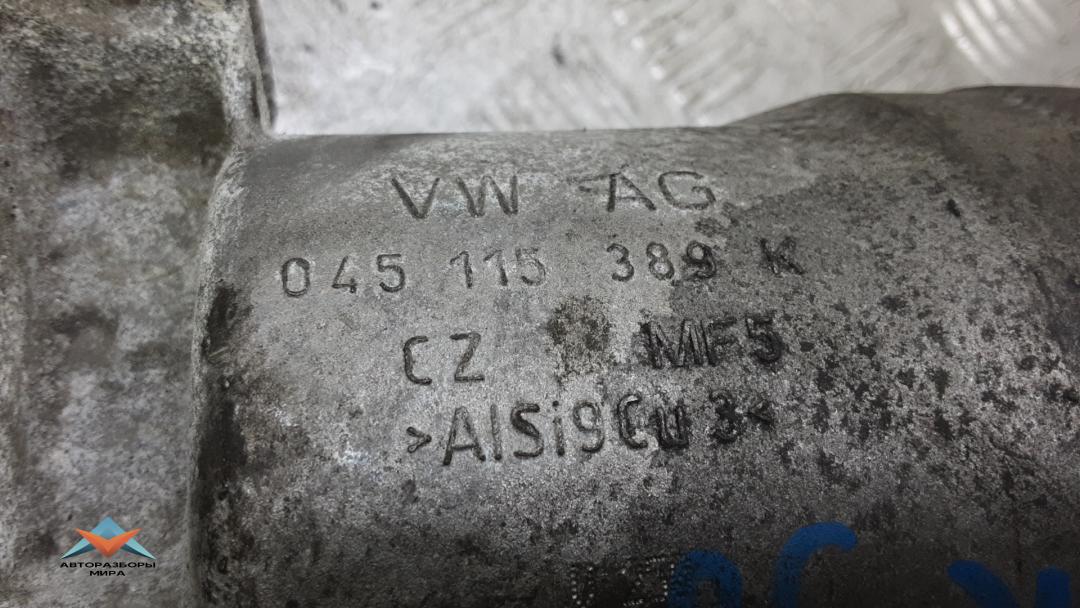 VW AG
045 115 389 K
CZ MF5
>AlSi9Cu3<
АВТОРАЗБОРЫ
МИРА